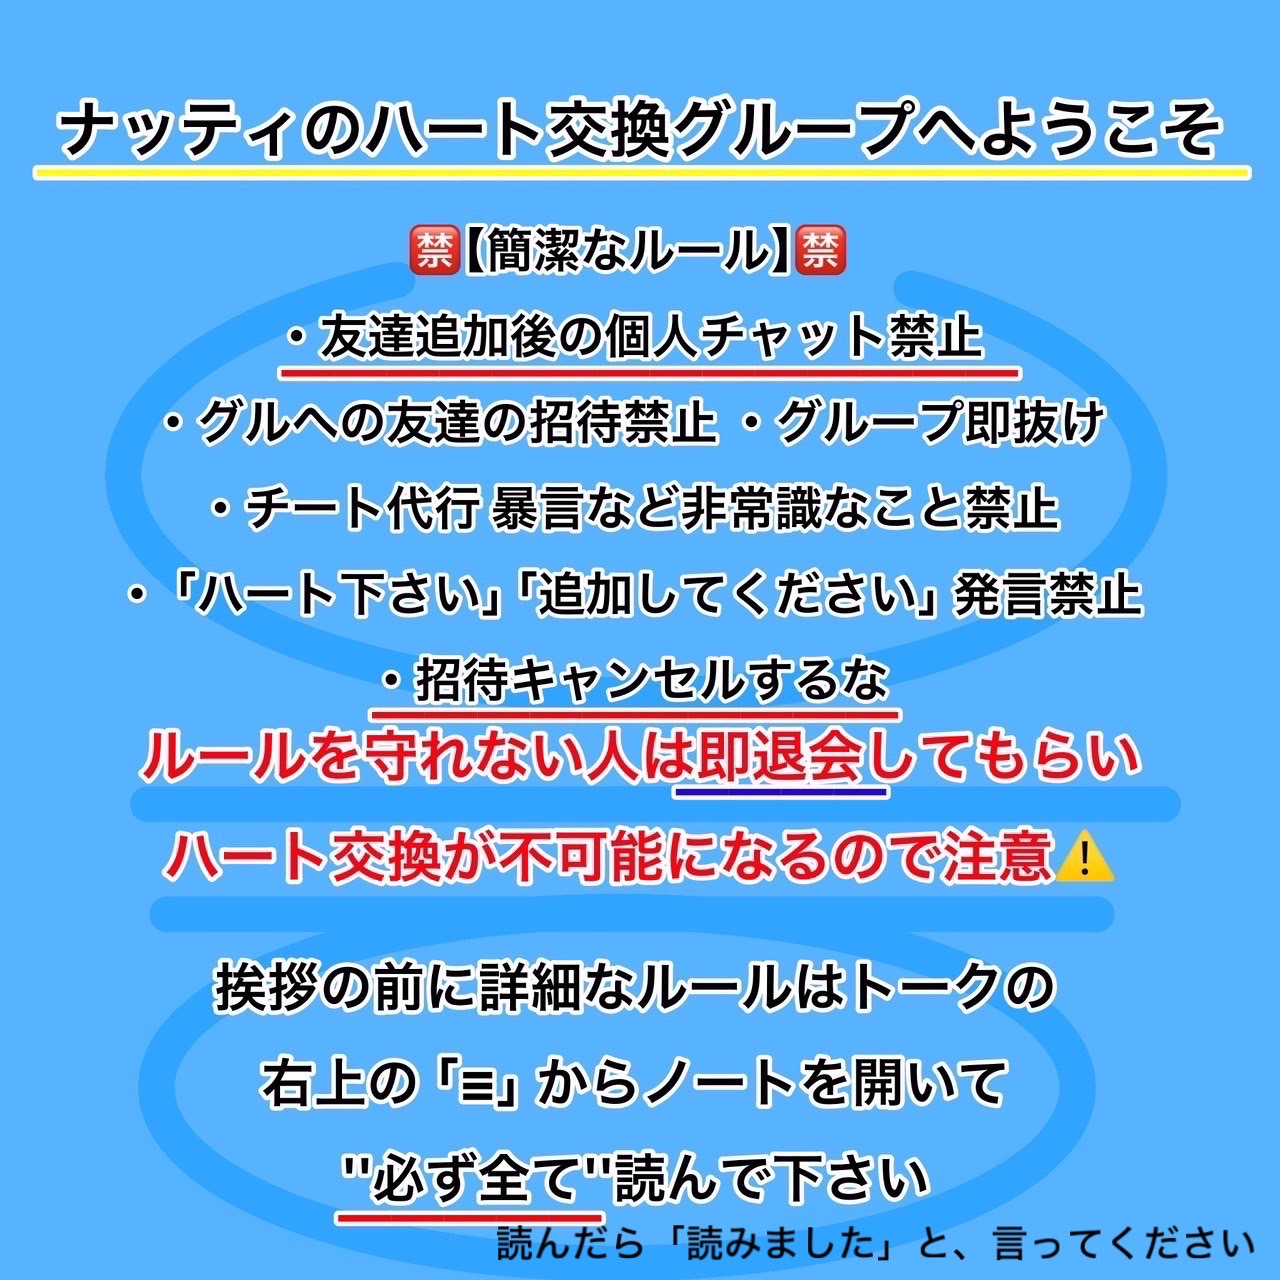 ナッティのハート交換グループへようこそ
🈲【簡潔なルール】🈲
・友達追加後の個人チャット禁止
・グルへの友達の招待禁止 ・グループ即抜け
・チート代行 暴言など非常識なこと禁止
・「ハート下さい」「追加してください」発言禁止
・招待キャンセルするな
ルールを守れない人は即退会してもらい
ハート交換が不可能になるので注意⚠️
挨拶の前に詳細なルールはトークの
右上の「≡」からノートを開いて
"必ず全て"読んで下さい
読んだら「読みました」と、言ってください